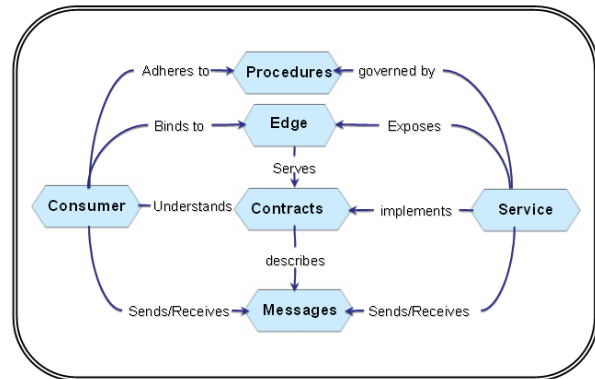 Adheres to Procedures governed by
Binds to Edge Exposes
Serves
Consumer Understands Contracts implements Service
describes
Sends/Receives Messages Sends/Receives